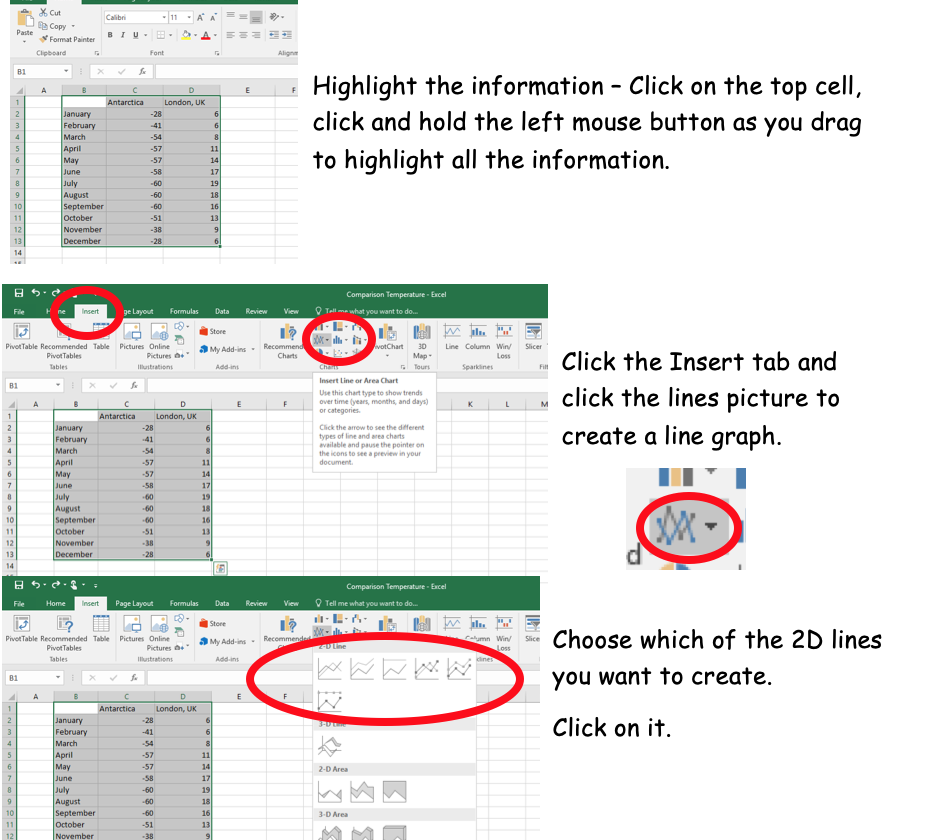 Cut
Copy
Format Painter
Paste
Clipboard
Calibri 11 A A
B I U A
Font
Alignm
B1 fx
A B C D E F
1 Antarctica London, UK
2 January -28 6
3 February -41 6
4 March -54 8
5 April -57 11
6 May -57 14
7 June -58 17
8 July -60 19
9 August -60 18
10 September -60 16
11 October -51 13
12 November -38 9
13 December -28 6
14
Highlight the information – Click on the top cell,
click and hold the left mouse button as you drag
to highlight all the information.
Comparison Temperature - Excel
File Home Insert Page Layout Formulas Data Review View Tell me what you want to do...
PivotTable Recommended PivotTables Table
Tables
Pictures Online Pictures
Illustrations
Store
My Add-ins
Add-ins
Recommended Charts
PivotChart
Charts
3D Map
Tours
Line Column Win/Loss
Sparklines
Slicer
Filt
B1 fx
A B C D E F K L M
1 Antarctica London, UK
2 January -28 6
3 February -41 6
4 March -54 8
5 April -57 11
6 May -57 14
7 June -58 17
8 July -60 19
9 August -60 18
10 September -60 16
11 October -51 13
12 November -38 9
13 December -28 6
14
Insert Line or Area Chart
Use this chart type to show trends
over time (years, months, and days)
or categories.
Click the arrow to see the different
types of line and area charts
available and pause the pointer on
the icons to see a preview in your
document.
Click the Insert tab and
click the lines picture to
create a line graph.
d
Comparison Temperature - Excel
File Home Insert Page Layout Formulas Data Review View Tell me what you want to do...
PivotTable Recommended PivotTables Table
Tables
Pictures Online Pictures
Illustrations
Store
My Add-ins
Add-ins
Recommended Charts
Line Column Win/Loss
Slicer
B1 fx
A B C D E F
1 Antarctica London, UK
2 January -28 6
3 February -41 6
4 March -54 8
5 April -57 11
6 May -57 14
7 June -58 17
8 July -60 19
9 August -60 18
10 September -60 16
11 October -51 13
12 November -38 9
2-D Line
3-D Line
2-D Area
3-D Area
Choose which of the 2D lines
you want to create.
Click on it.